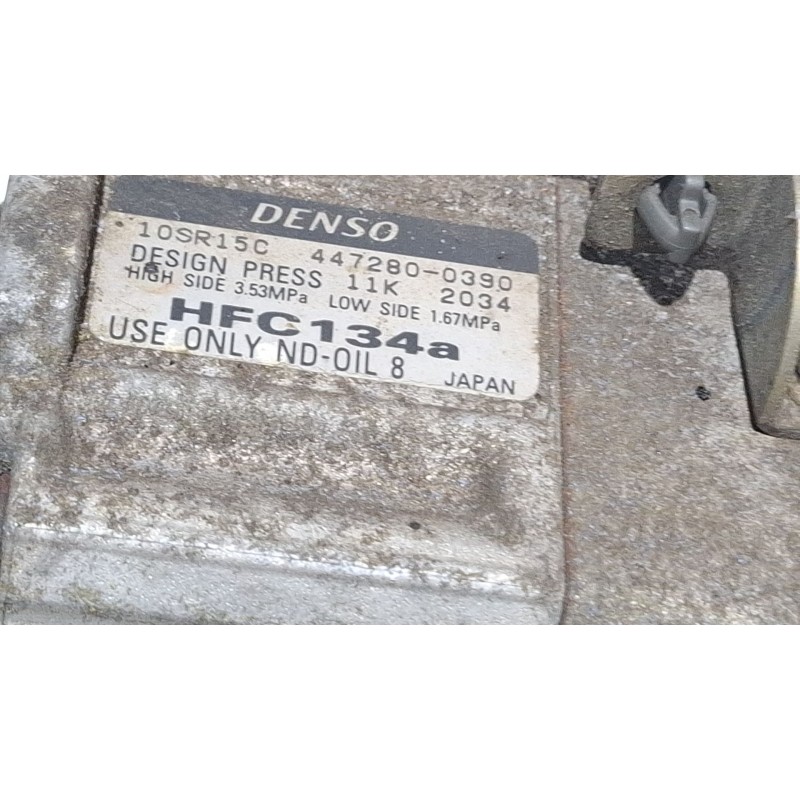 DENSO
10SR15C 447280-0390
DESIGN PRESS 11K 2034
HIGH SIDE 3.53MPa LOW SIDE 1.67MPa
HFC134a
USE ONLY ND-OIL 8 JAPAN